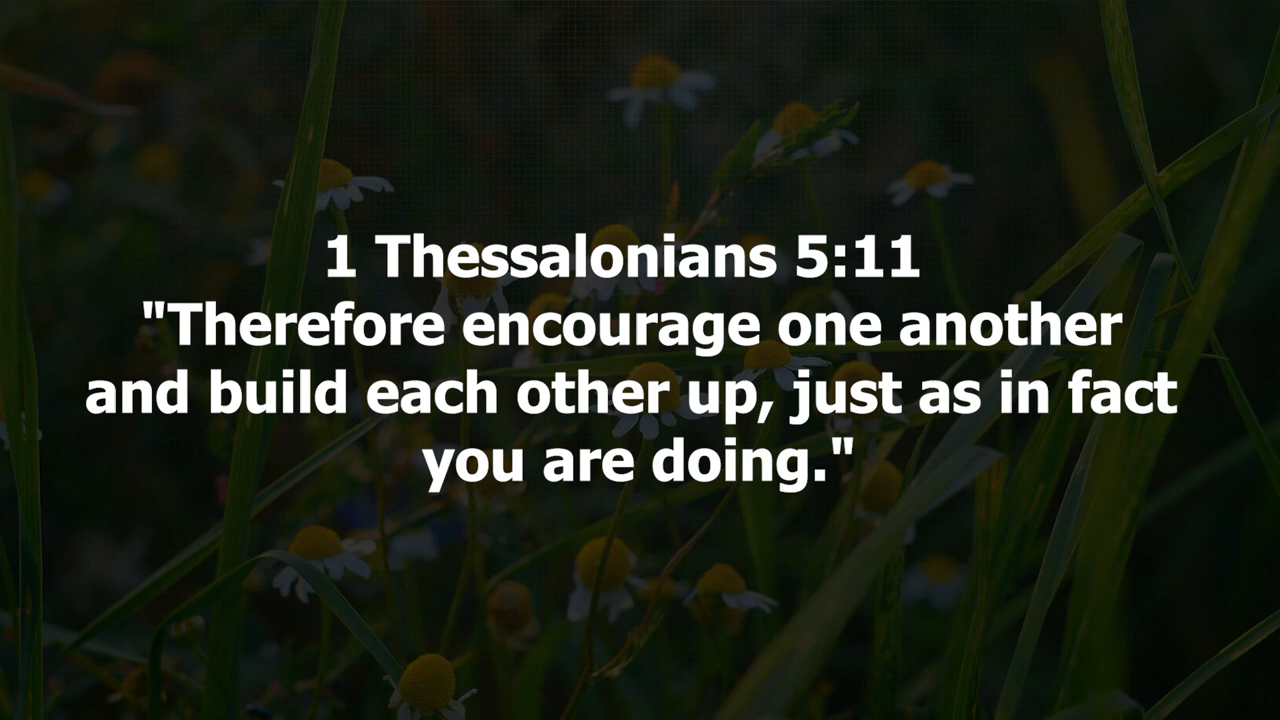 1 Thessalonians 5:11
"Therefore encourage one another
and build each other up, just as in fact
you are doing."